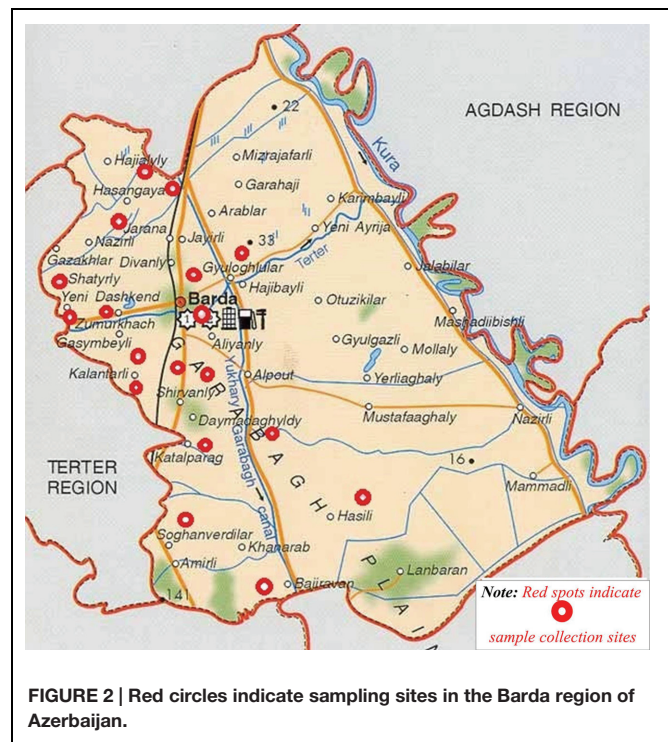 22
AGDASH REGION
Kura
Mizrajafarli
Hajialyly
Garahaji
Hasangaya
Karimbayli
Arablar
Jarana
Yeni Ayrija
Jayirli
33
Nazirli
Terter
Gazakhlar
Divanly
Gyuloghlular
Jalabilar
Shatyrly
Hajibayli
Yeni Dashkend
Barda
Otuzikilar
Mashadiibishli
Zumurkhach
1
Gasymbeyli
Aliyanly
Gyulgazli
Mollaly
Kalantarli
Alpout
Yerliaghaly
Shirvanly
Mustafaaghaly
Nazirli
Daymadaghyldy
Yukhary Garabagh canal
GARABAGH PLAIN
Katalparag
TERTER
REGION
16
Mammadli
Hasili
Soghanverdilar
Khanarab
Amirli
Lanbaran
Bajiravan
141
Note: Red spots indicate
sample collection sites
FIGURE 2 | Red circles indicate sampling sites in the Barda region of
Azerbaijan.